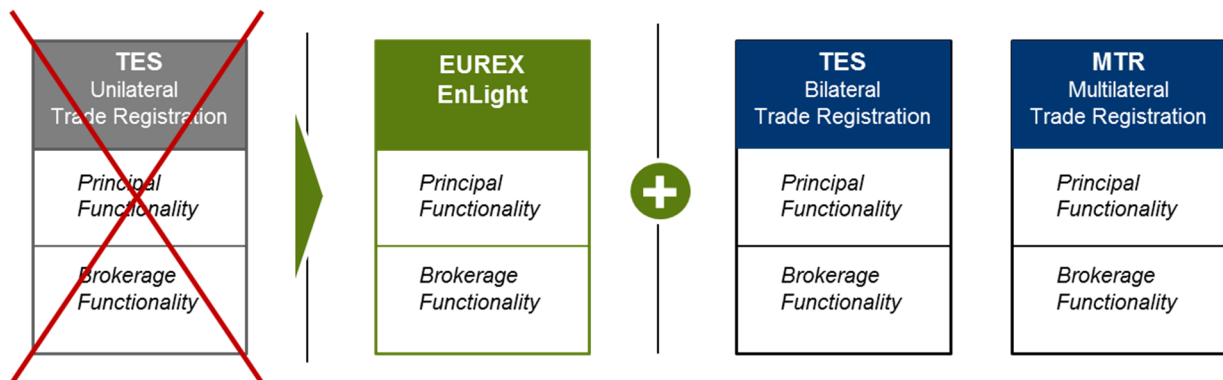 TES
Unilateral
Trade Registration
Principal
Functionality
Brokerage
Functionality
EUREX
EnLight
Principal
Functionality
Brokerage
Functionality
TES
Bilateral
Trade Registration
Principal
Functionality
Brokerage
Functionality
MTR
Multilateral
Trade Registration
Principal
Functionality
Brokerage
Functionality